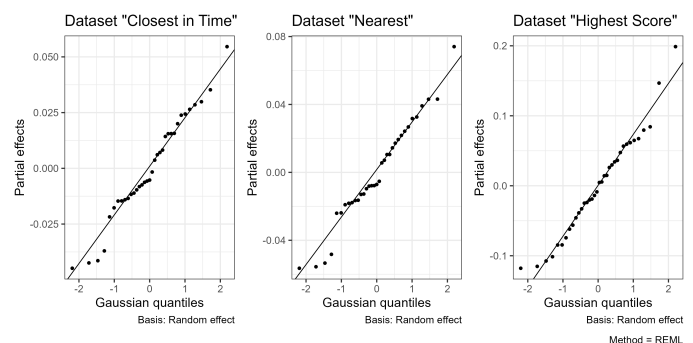 Dataset "Closest in Time"
0.050
0.025
0.000
-0.025
Partial effects
-2
-1
0
1
2
Gaussian quantiles
Basis: Random effect
Dataset "Nearest"
0.08
0.04
0.00
-0.04
Partial effects
-2
-1
0
1
2
Gaussian quantiles
Basis: Random effect
Dataset "Highest Score"
0.2
0.1
0.0
-0.1
Partial effects
-2
-1
0
1
2
Gaussian quantiles
Basis: Random effect
Method = REML